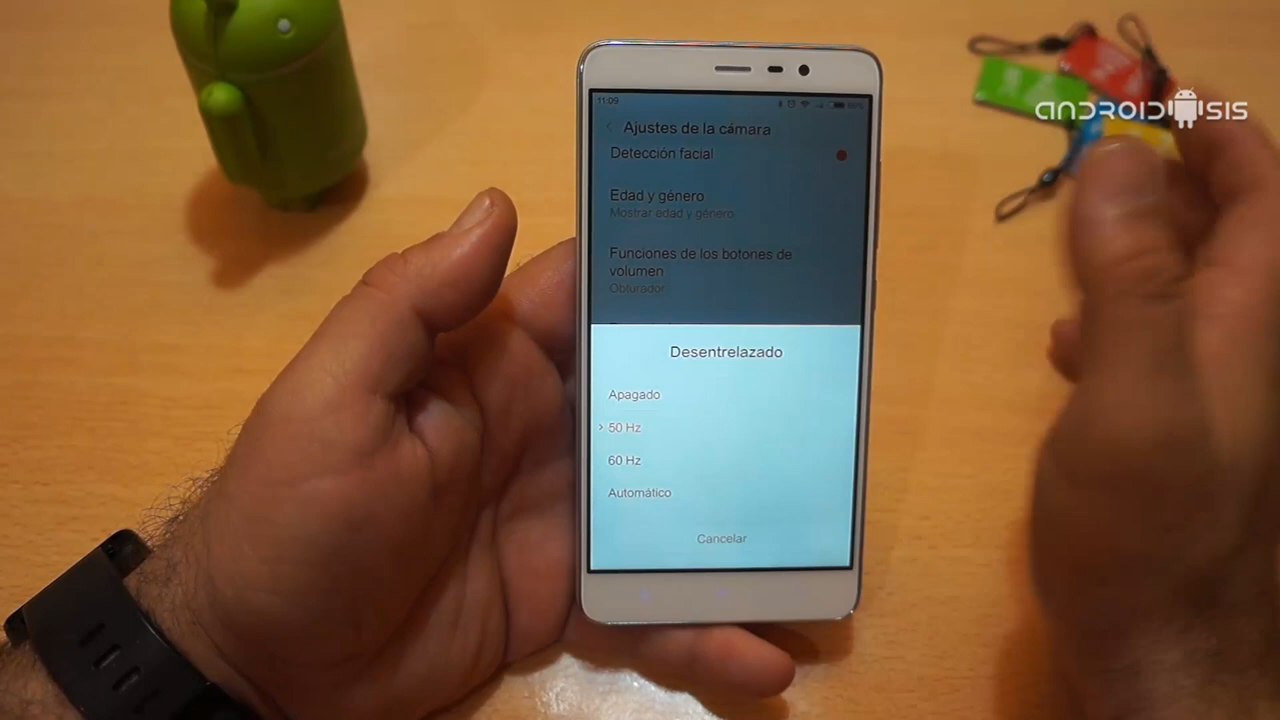 ANDROIDSIS
11:09
Ajustes de la cámara
Detección facial
Edad y género
Mostrar edad y género
Funciones de los botones de
volumen
Obturador
Desentrelazado
Apagado
50 Hz
60 Hz
Automático
Cancelar